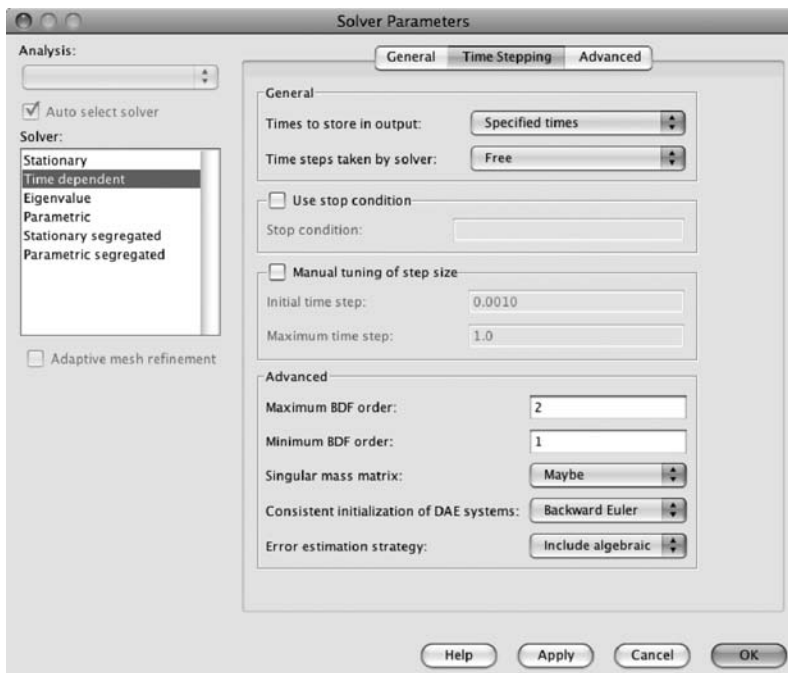 Solver Parameters
Analysis:
Auto select solver
Solver:
Stationary
Time dependent
Eigenvalue
Parametric
Stationary segregated
Parametric segregated
Adaptive mesh refinement
General Time Stepping Advanced
General
Times to store in output: Specified times
Time steps taken by solver: Free
Use stop condition
Stop condition:
Manual tuning of step size
Initial time step: 0.0010
Maximum time step: 1.0
Advanced
Maximum BDF order: 2
Minimum BDF order: 1
Singular mass matrix: Maybe
Consistent initialization of DAE systems: Backward Euler
Error estimation strategy: Include algebraic
Help Apply Cancel OK